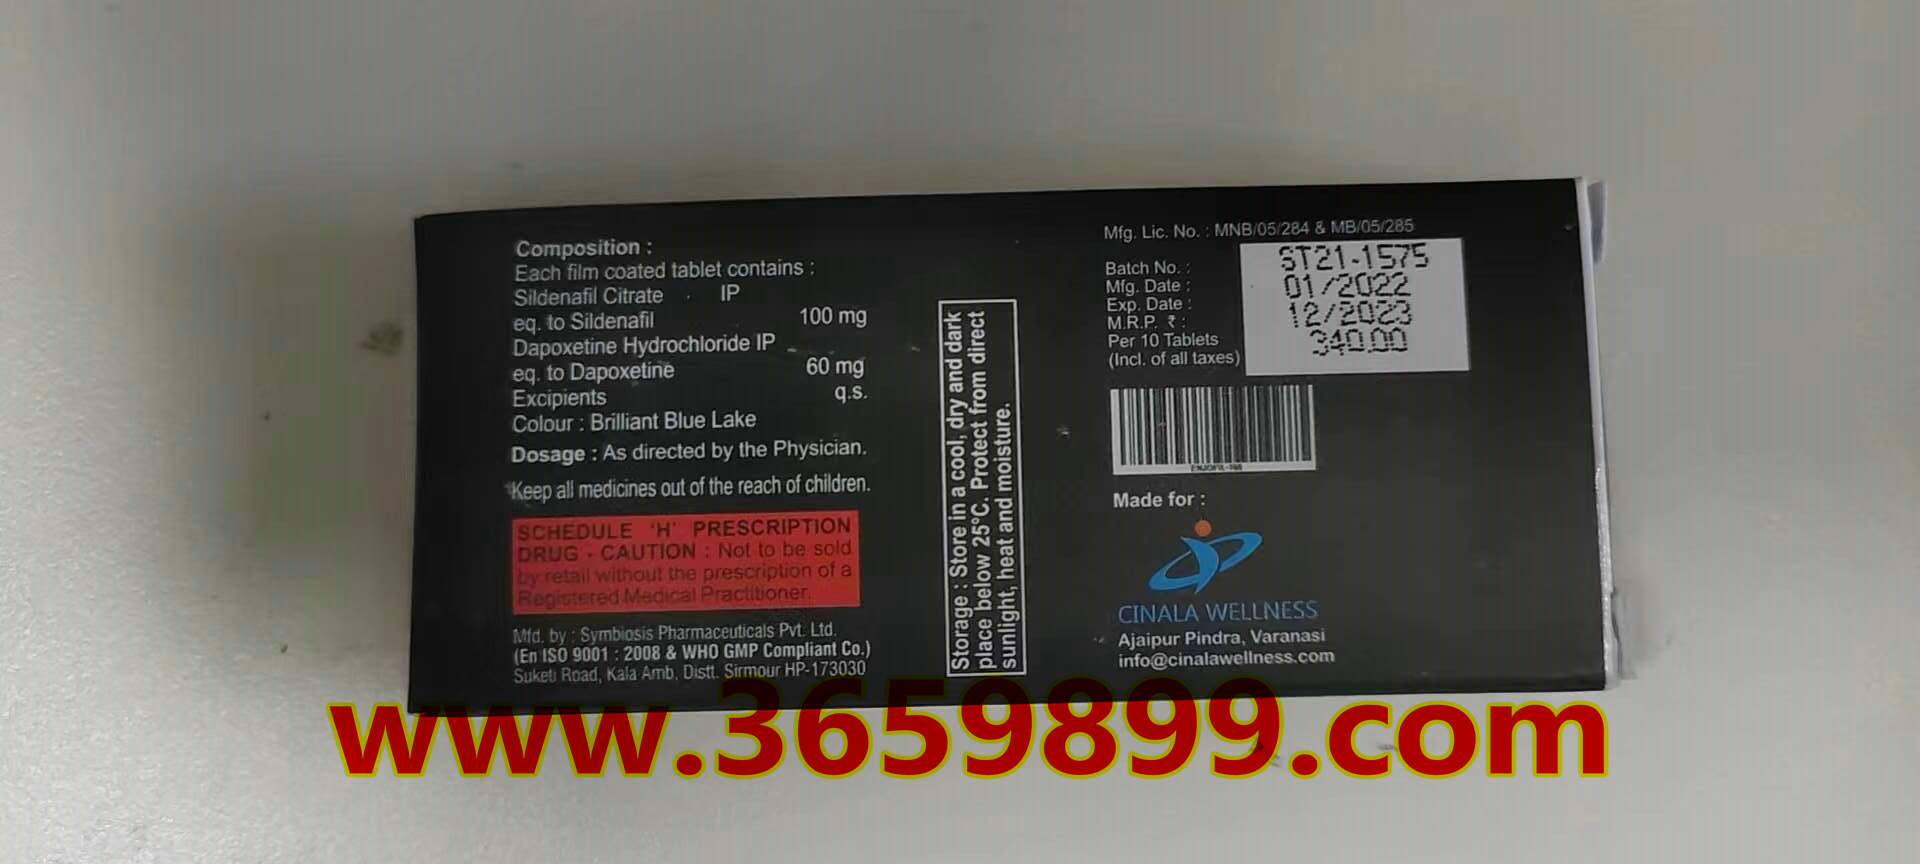 Composition :
Each film coated tablet contains :
Sildenafil Citrate IP
eq. to Sildenafil 100 mg
Dapoxetine Hydrochloride IP
eq. to Dapoxetine 60 mg
Excipients q.s.
Colour : Brilliant Blue Lake
Dosage : As directed by the Physician.
Keep all medicines out of the reach of children.
SCHEDULE 'H' PRESCRIPTION
DRUG - CAUTION : Not to be sold
by retail without the prescription of a
Registered Medical Practitioner.
Mfd. by : Symbiosis Pharmaceuticals Pvt. Ltd.
(En ISO 9001 : 2008 & WHO GMP Compliant Co.)
Suketi Road, Kala Amb, Distt. Sirmour HP-173030
Storage : Store in a cool, dry and dark
place below 25°C. Protect from direct
sunlight, heat and moisture.
Mfg. Lic. No. : MNB/05/284 & MB/05/285
Batch No. : ST21-1575
Mfg. Date : 01/2022
Exp. Date : 12/2023
M.R.P. ₹ : 340.00
Per 10 Tablets
(Incl. of all taxes)
Made for :
CINALA WELLNESS
Ajaipur Pindra, Varanasi
info@cinalawellness.com
www.3659899.com